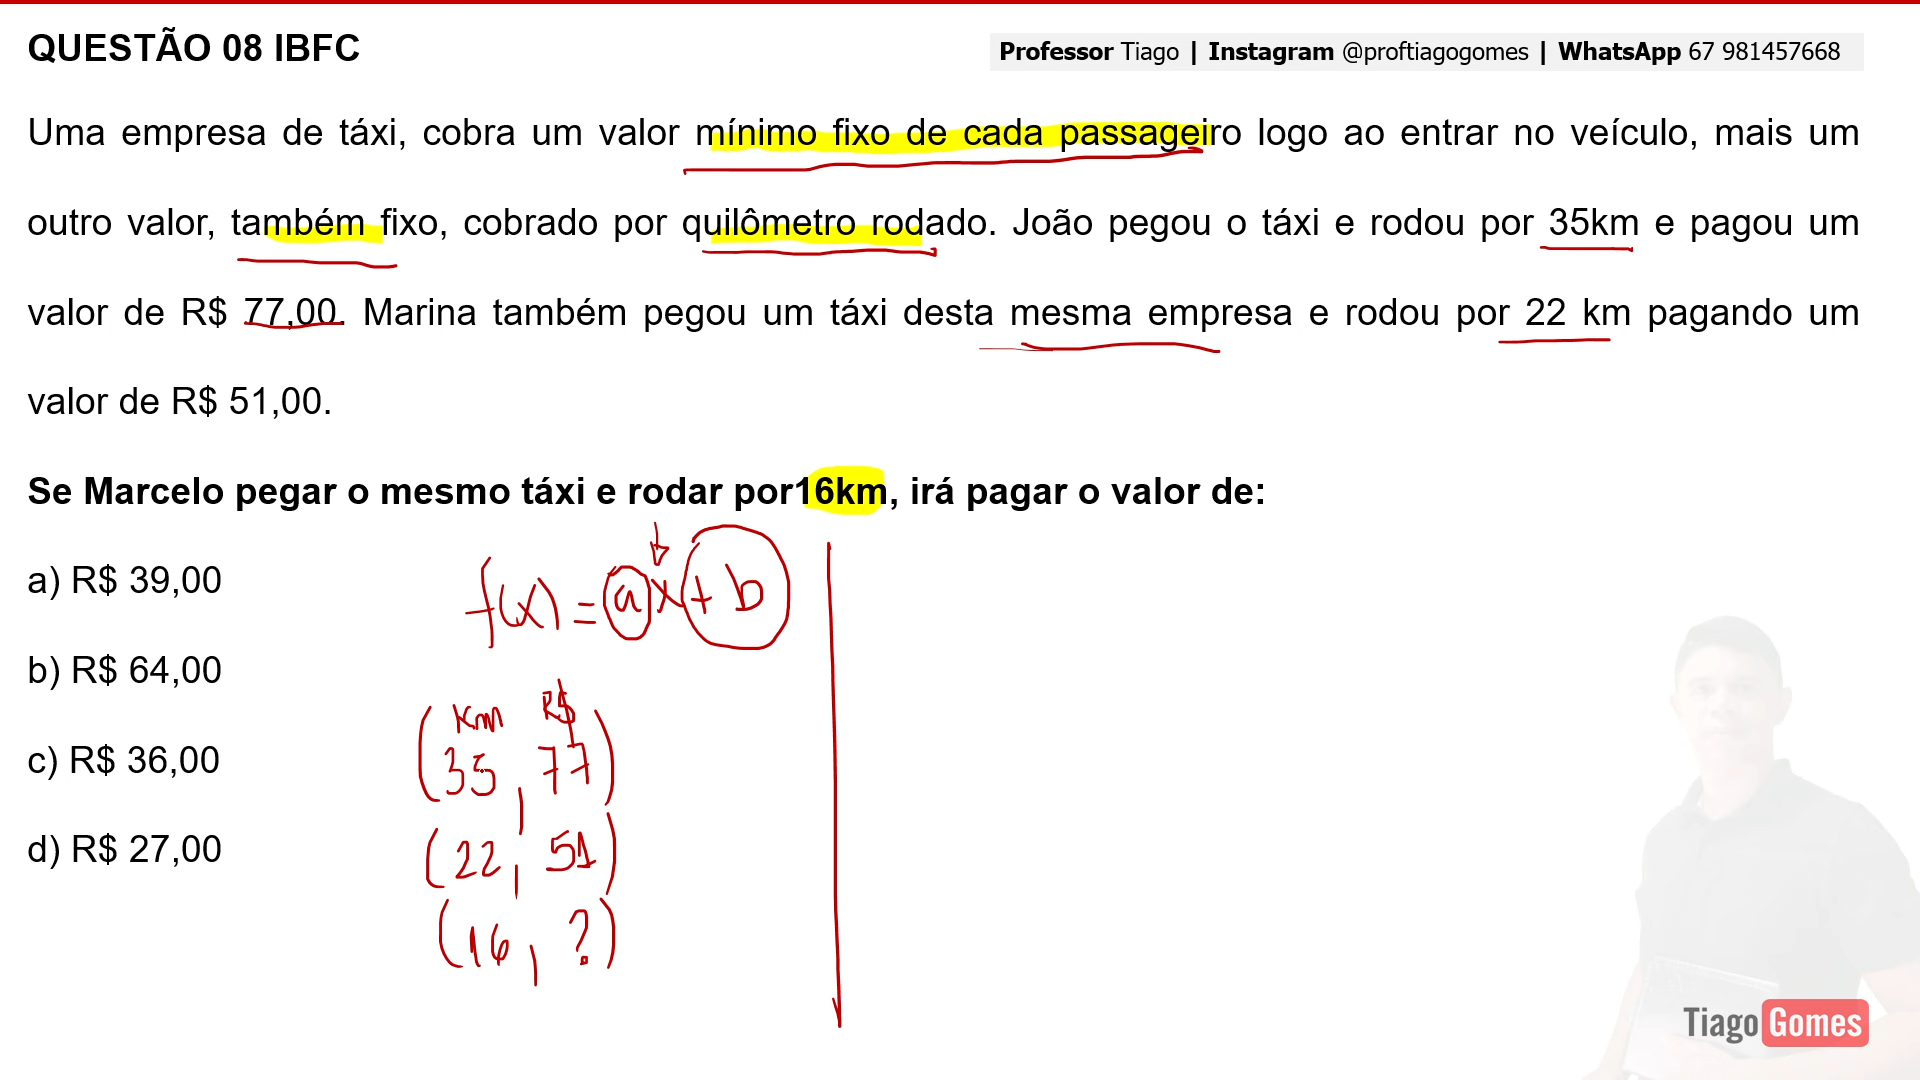 QUESTÃO 08 IBFC
Professor Tiago | Instagram @proftiagogomes | WhatsApp 67 981457668
Uma empresa de táxi, cobra um valor mínimo fixo de cada passageiro logo ao entrar no veículo, mais um
outro valor, também fixo, cobrado por quilômetro rodado. João pegou o táxi e rodou por 35km e pagou um
valor de R$ 77,00. Marina também pegou um táxi desta mesma empresa e rodou por 22 km pagando um
valor de R$ 51,00.
Se Marcelo pegar o mesmo táxi e rodar por16km, irá pagar o valor de:
a) R$ 39,00
b) R$ 64,00
c) R$ 36,00
d) R$ 27,00
f(x) = ax + b
Km R$
(35, 77)
(22, 51)
(16, ?)
Tiago Gomes